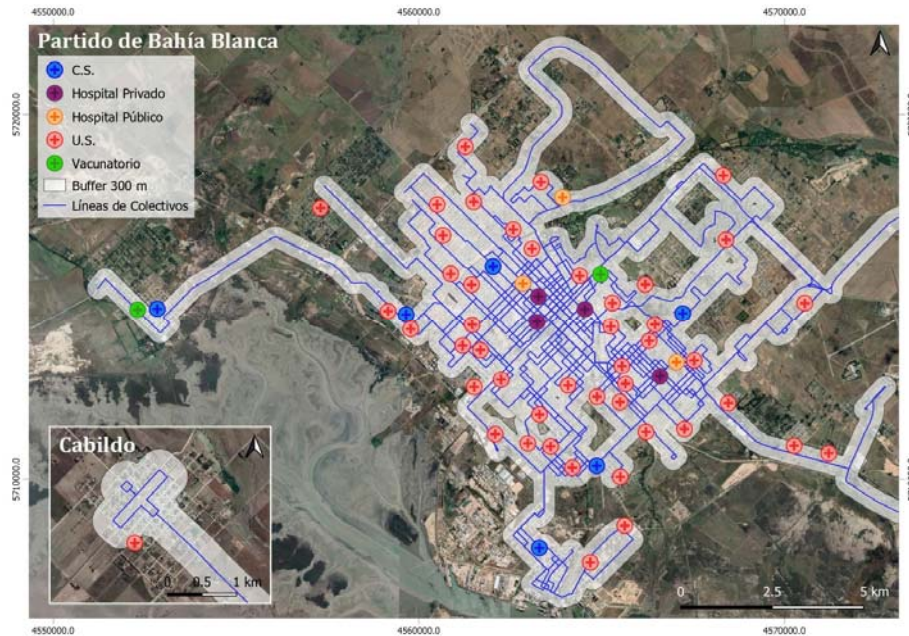 4550000.0 4560000.0 4570000.0
Partido de Bahía Blanca
C.S.
Hospital Privado
Hospital Público
U.S.
Vacunatorio
Buffer 300 m
Líneas de Colectivos
5720000.0
5710000.0
Cabildo
0 0.5 1 km
0 2.5 5 km
4550000.0 4560000.0 4570000.0